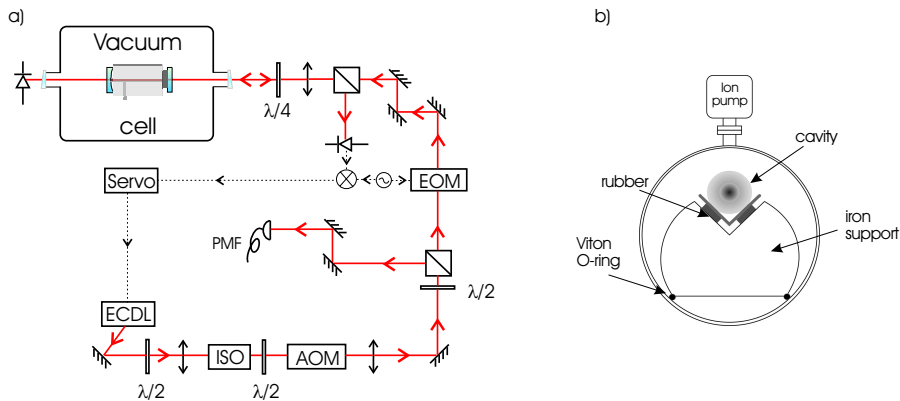 a)
Vacuum
cell
λ/4
Servo
EOM
PMF
λ/2
ECDL
ISO
AOM
λ/2
λ/2
b)
Ion
pump
cavity
rubber
iron
support
Viton
O-ring